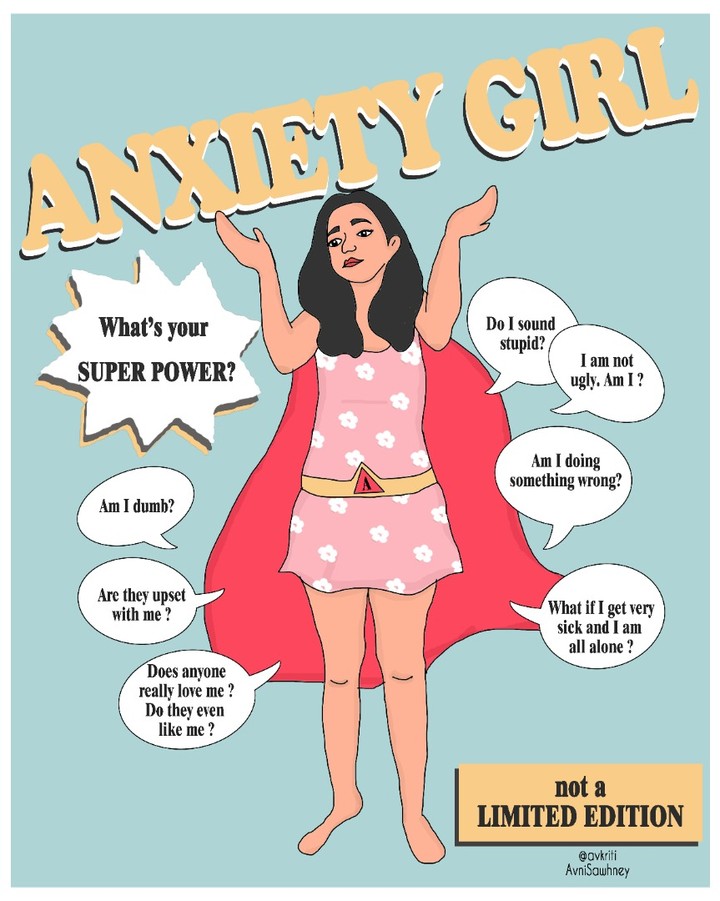 ANXIETY GIRL
What's your
SUPER POWER?
Do I sound
stupid?
I am not
ugly. Am I ?
Am I doing
something wrong?
Am I dumb?
Are they upset
with me ?
What if I get very
sick and I am
all alone ?
Does anyone
really love me ?
Do they even
like me ?
A
not a
LIMITED EDITION
@avkriti
AvniSawhney